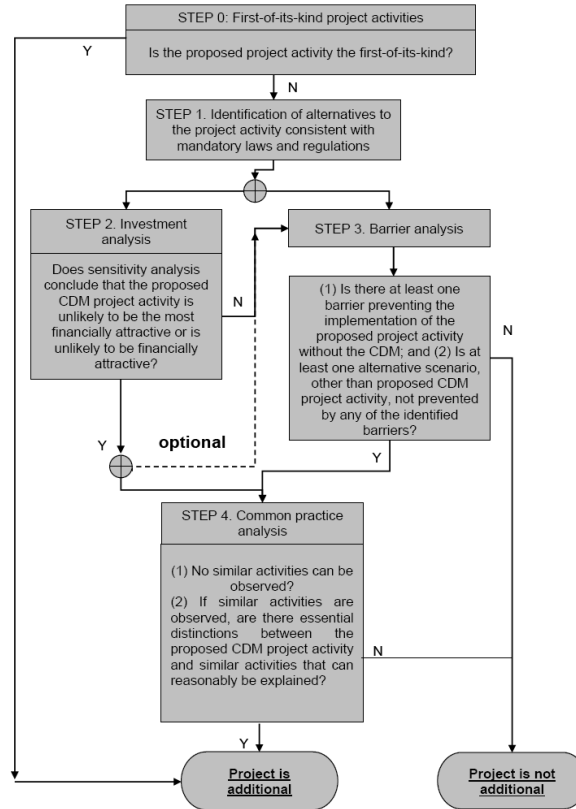 STEP 0: First-of-its-kind project activities
Y
Is the proposed project activity the first-of-its-kind?
N
STEP 1. Identification of alternatives to
the project activity consistent with
mandatory laws and regulations
STEP 2. Investment
analysis
Does sensitivity analysis
conclude that the proposed
CDM project activity is
unlikely to be the most
financially attractive or is
unlikely to be financially
attractive?
N
STEP 3. Barrier analysis
(1) Is there at least one
barrier preventing the
implementation of the
proposed project activity
without the CDM; and (2) Is at
least one alternative scenario,
other than proposed CDM
project activity, not prevented
by any of the identified
barriers?
N
Y
optional
Y
STEP 4. Common practice
analysis
(1) No similar activities can be
observed?
(2) If similar activities are
observed, are there essential
distinctions between the
proposed CDM project activity
and similar activities that can
reasonably be explained?
N
Y
Project is
additional
Project is not
additional